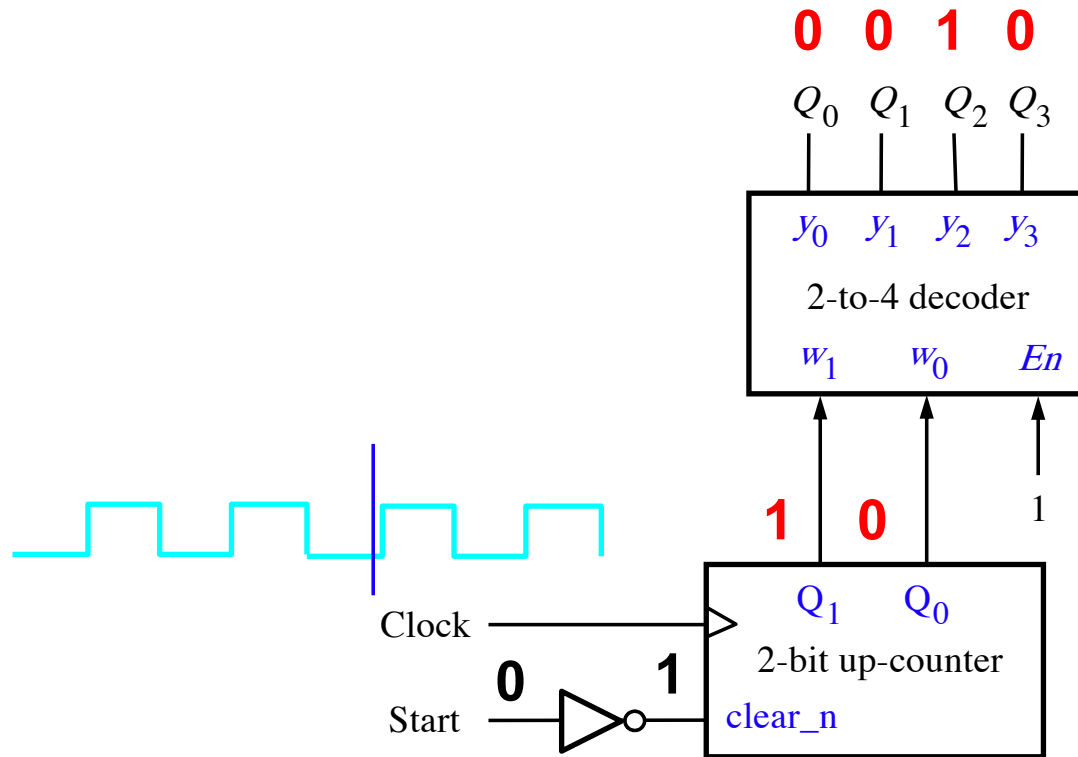 0 0 1 0
Q0 Q1 Q2 Q3
y0 y1 y2 y3
2-to-4 decoder
w1 w0 En
1 0 1
Q1 Q0
Clock
2-bit up-counter
0 1
Start clear_n